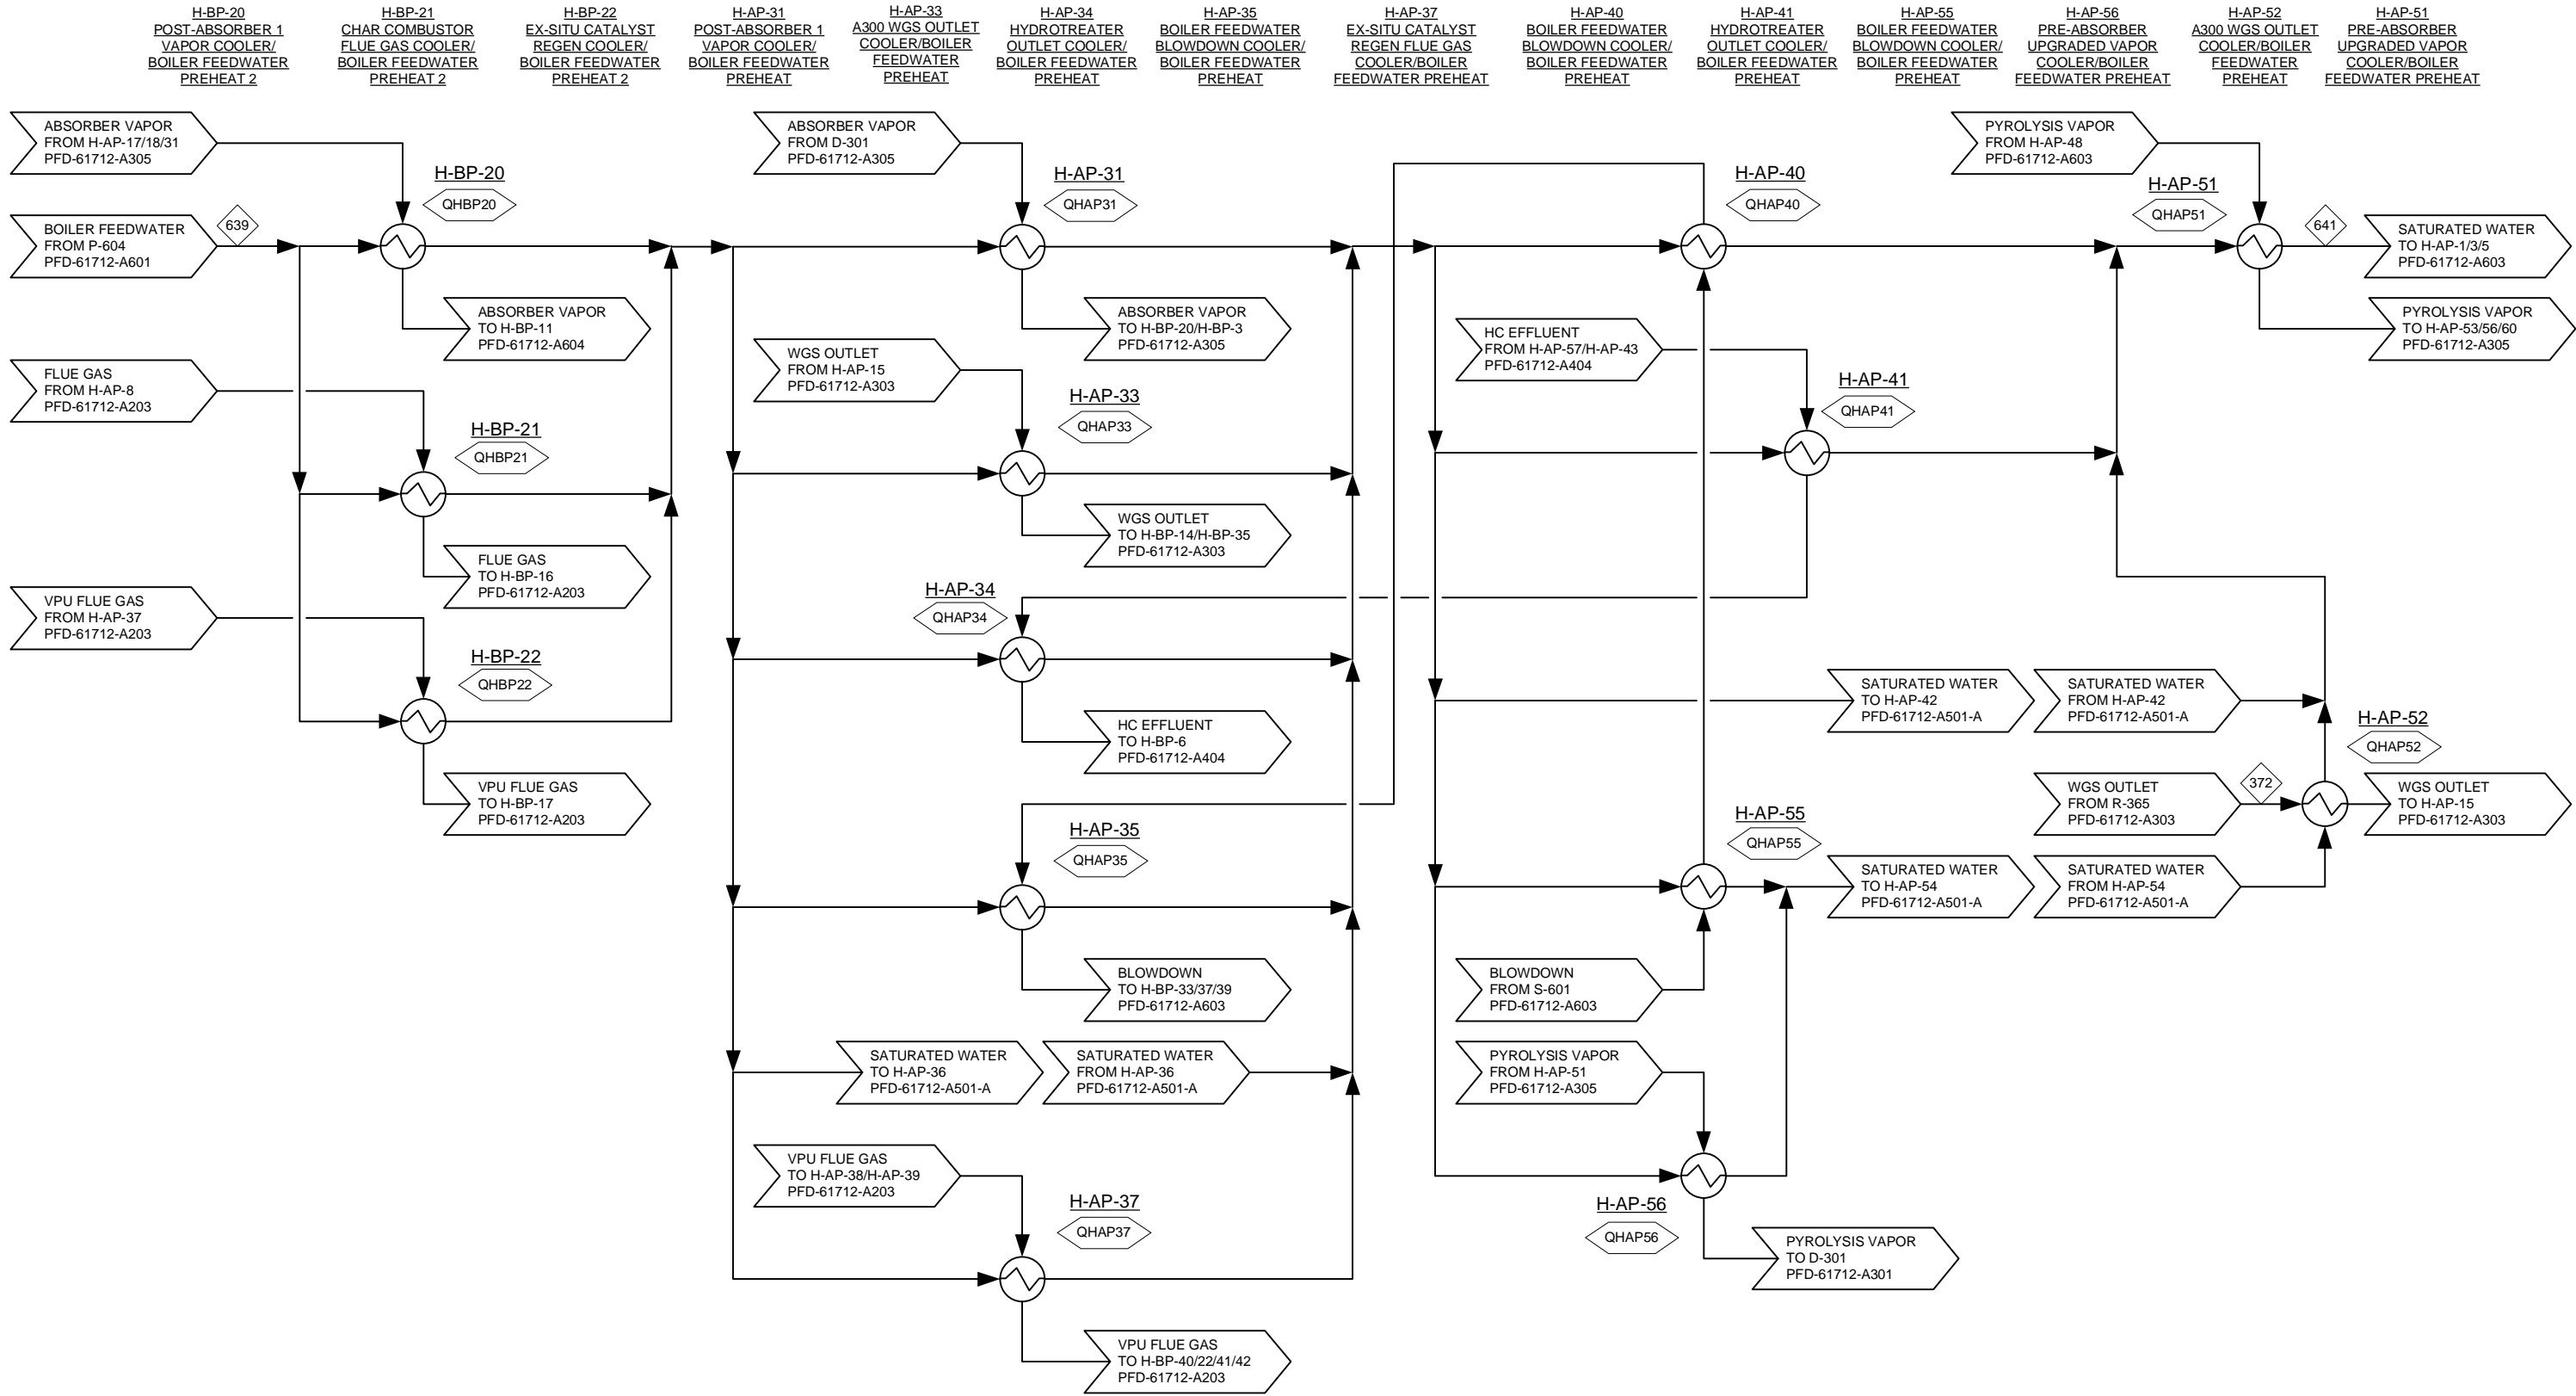 H-BP-20
POST-ABSORBER 1
VAPOR COOLER/
BOILER FEEDWATER
PREHEAT 2
H-BP-21
CHAR COMBUSTOR
FLUE GAS COOLER/
BOILER FEEDWATER
PREHEAT 2
H-BP-22
EX-SITU CATALYST
REGEN COOLER/
BOILER FEEDWATER
PREHEAT 2
H-AP-31
POST-ABSORBER 1
VAPOR COOLER/
BOILER FEEDWATER
PREHEAT
H-AP-33
A300 WGS OUTLET
COOLER/BOILER
FEEDWATER
PREHEAT
H-AP-34
HYDROTREATER
OUTLET COOLER/
BOILER FEEDWATER
PREHEAT
H-AP-35
BOILER FEEDWATER
BLOWDOWN COOLER/
BOILER FEEDWATER
PREHEAT
H-AP-37
EX-SITU CATALYST
REGEN FLUE GAS
COOLER/BOILER
FEEDWATER PREHEAT
H-AP-40
BOILER FEEDWATER
BLOWDOWN COOLER/
BOILER FEEDWATER
PREHEAT
H-AP-41
HYDROTREATER
OUTLET COOLER/
BOILER FEEDWATER
PREHEAT
H-AP-55
BOILER FEEDWATER
BLOWDOWN COOLER/
BOILER FEEDWATER
PREHEAT
H-AP-56
PRE-ABSORBER
UPGRADED VAPOR
COOLER/BOILER
FEEDWATER PREHEAT
H-AP-52
A300 WGS OUTLET
COOLER/BOILER
FEEDWATER
PREHEAT
H-AP-51
PRE-ABSORBER
UPGRADED VAPOR
COOLER/BOILER
FEEDWATER PREHEAT
ABSORBER VAPOR
FROM H-AP-17/18/31
PFD-61712-A305
H-BP-20
QHBP20
BOILER FEEDWATER
FROM P-604
PFD-61712-A601
639
ABSORBER VAPOR
TO H-BP-11
PFD-61712-A604
FLUE GAS
FROM H-AP-8
PFD-61712-A203
H-BP-21
QHBP21
FLUE GAS
TO H-BP-16
PFD-61712-A203
VPU FLUE GAS
FROM H-AP-37
PFD-61712-A203
H-BP-22
QHBP22
VPU FLUE GAS
TO H-BP-17
PFD-61712-A203
ABSORBER VAPOR
FROM D-301
PFD-61712-A305
H-AP-31
QHAP31
ABSORBER VAPOR
TO H-BP-20/H-BP-3
PFD-61712-A305
WGS OUTLET
FROM H-AP-15
PFD-61712-A303
H-AP-33
QHAP33
WGS OUTLET
TO H-BP-14/H-BP-35
PFD-61712-A303
H-AP-34
QHAP34
HC EFFLUENT
TO H-BP-6
PFD-61712-A404
H-AP-35
QHAP35
BLOWDOWN
TO H-BP-33/37/39
PFD-61712-A603
SATURATED WATER
TO H-AP-36
PFD-61712-A501-A
SATURATED WATER
FROM H-AP-36
PFD-61712-A501-A
VPU FLUE GAS
TO H-AP-38/H-AP-39
PFD-61712-A203
H-AP-37
QHAP37
VPU FLUE GAS
TO H-BP-40/22/41/42
PFD-61712-A203
H-AP-40
QHAP40
HC EFFLUENT
FROM H-AP-57/H-AP-43
PFD-61712-A404
H-AP-41
QHAP41
SATURATED WATER
TO H-AP-42
PFD-61712-A501-A
H-AP-55
QHAP55
SATURATED WATER
TO H-AP-54
PFD-61712-A501-A
BLOWDOWN
FROM S-601
PFD-61712-A603
PYROLYSIS VAPOR
FROM H-AP-51
PFD-61712-A305
H-AP-56
QHAP56
PYROLYSIS VAPOR
TO D-301
PFD-61712-A301
PYROLYSIS VAPOR
FROM H-AP-48
PFD-61712-A603
H-AP-51
QHAP51
641
SATURATED WATER
TO H-AP-1/3/5
PFD-61712-A603
PYROLYSIS VAPOR
TO H-AP-53/56/60
PFD-61712-A305
SATURATED WATER
FROM H-AP-42
PFD-61712-A501-A
H-AP-52
QHAP52
WGS OUTLET
FROM R-365
PFD-61712-A303
372
WGS OUTLET
TO H-AP-15
PFD-61712-A303
SATURATED WATER
FROM H-AP-54
PFD-61712-A501-A